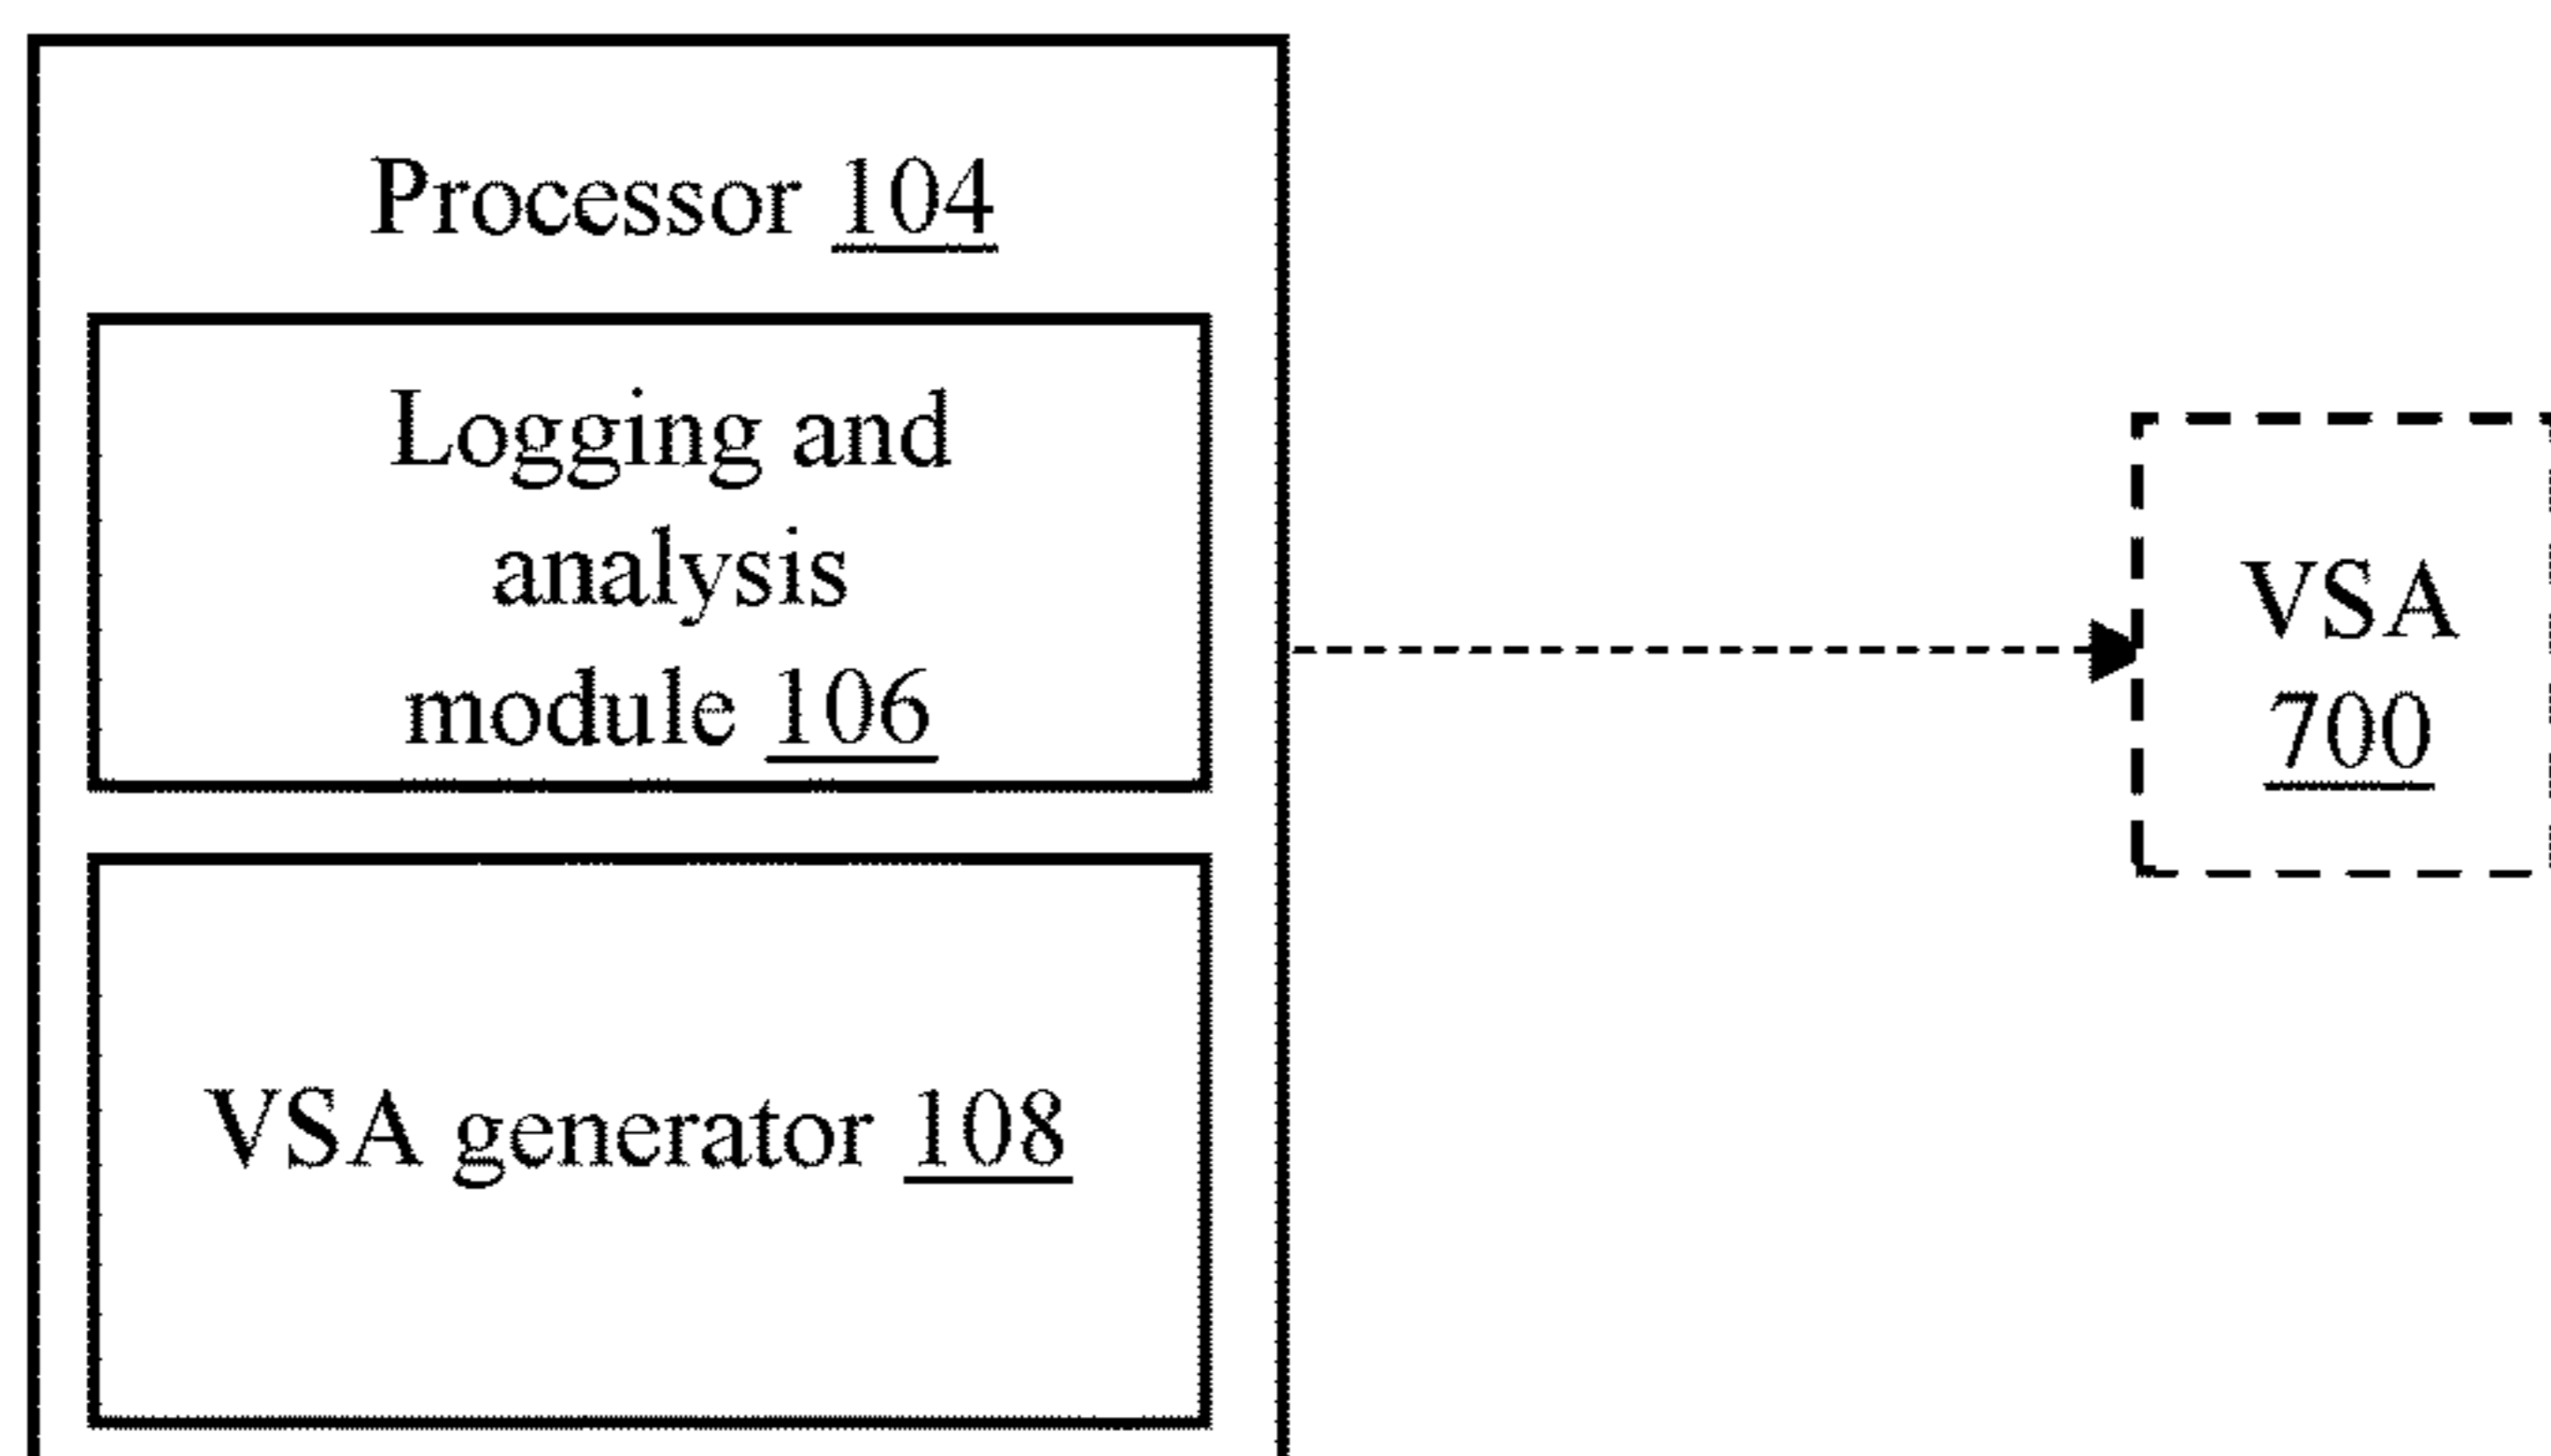 Processor 104
Logging and
analysis
module 106
VSA generator 108
VSA
700